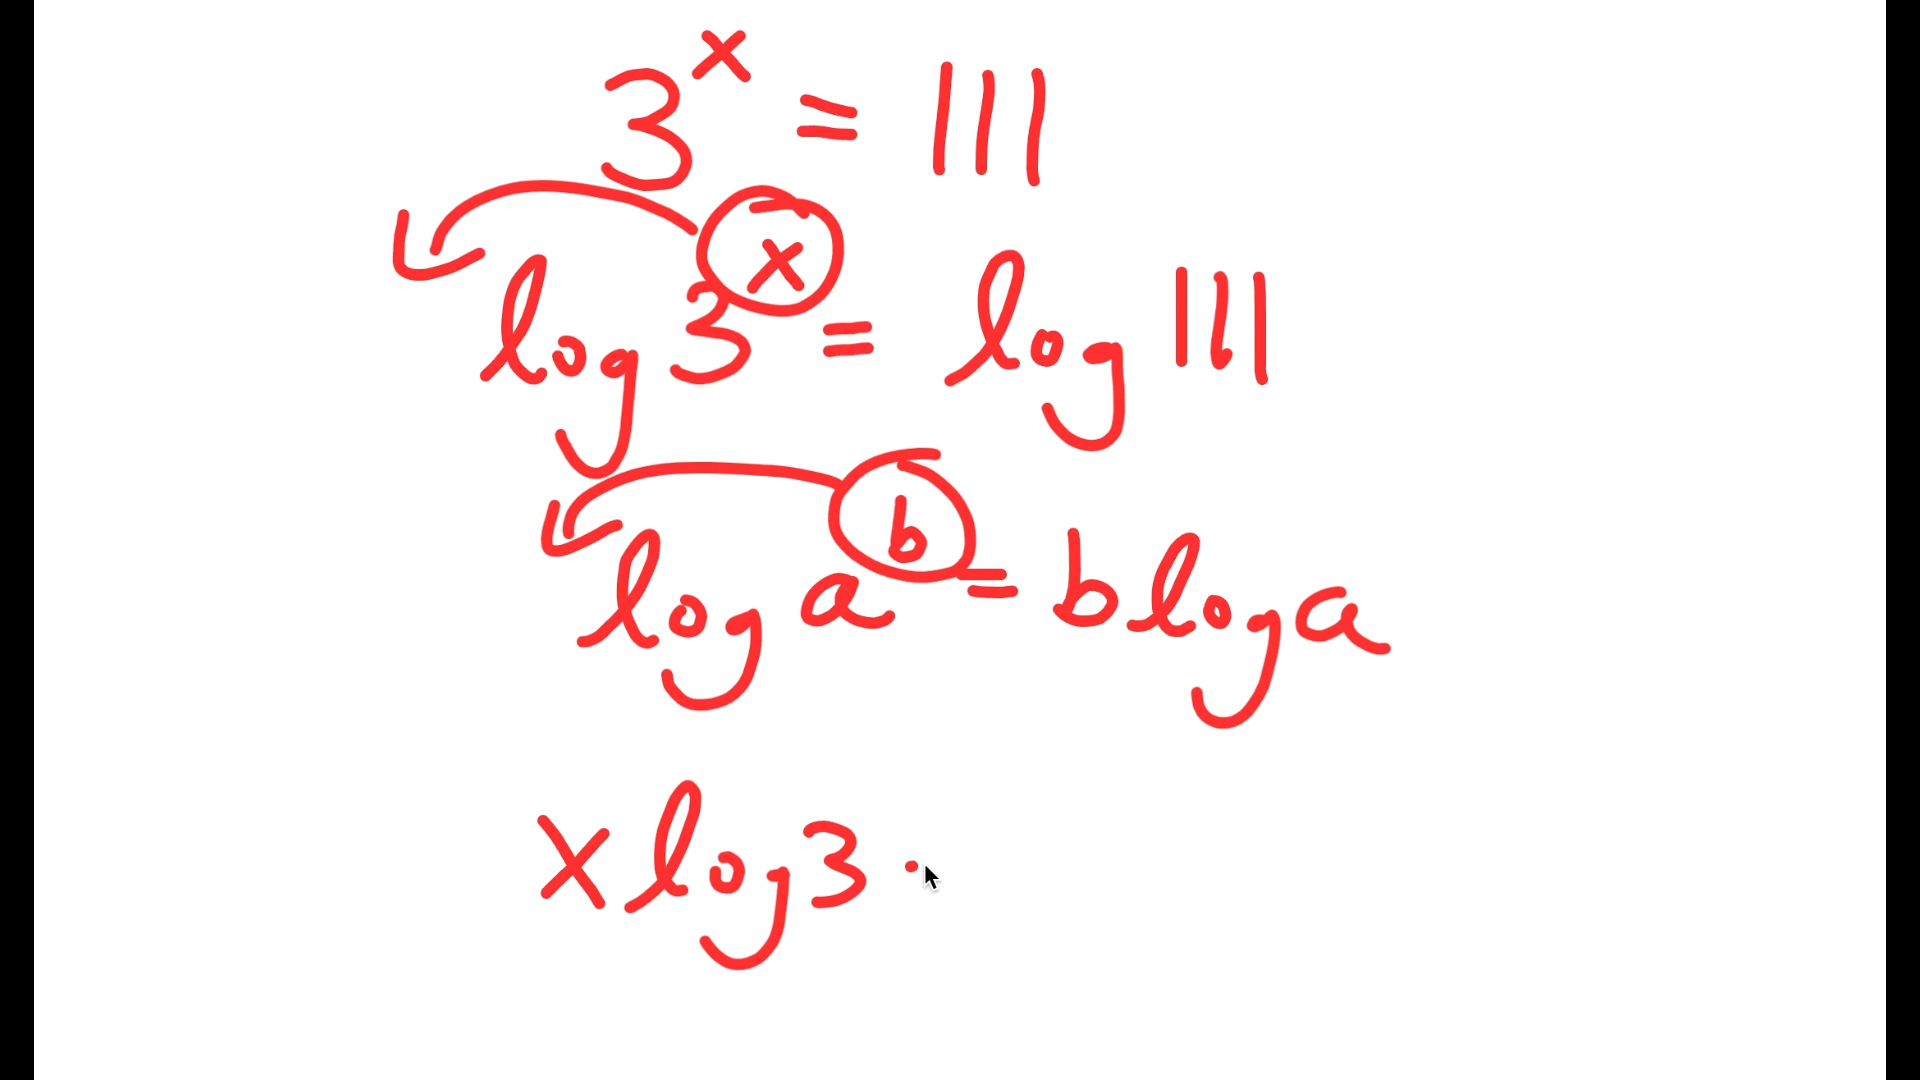 3^x = 111
log 3^x = log 111
log a^b = b log a
x log 3